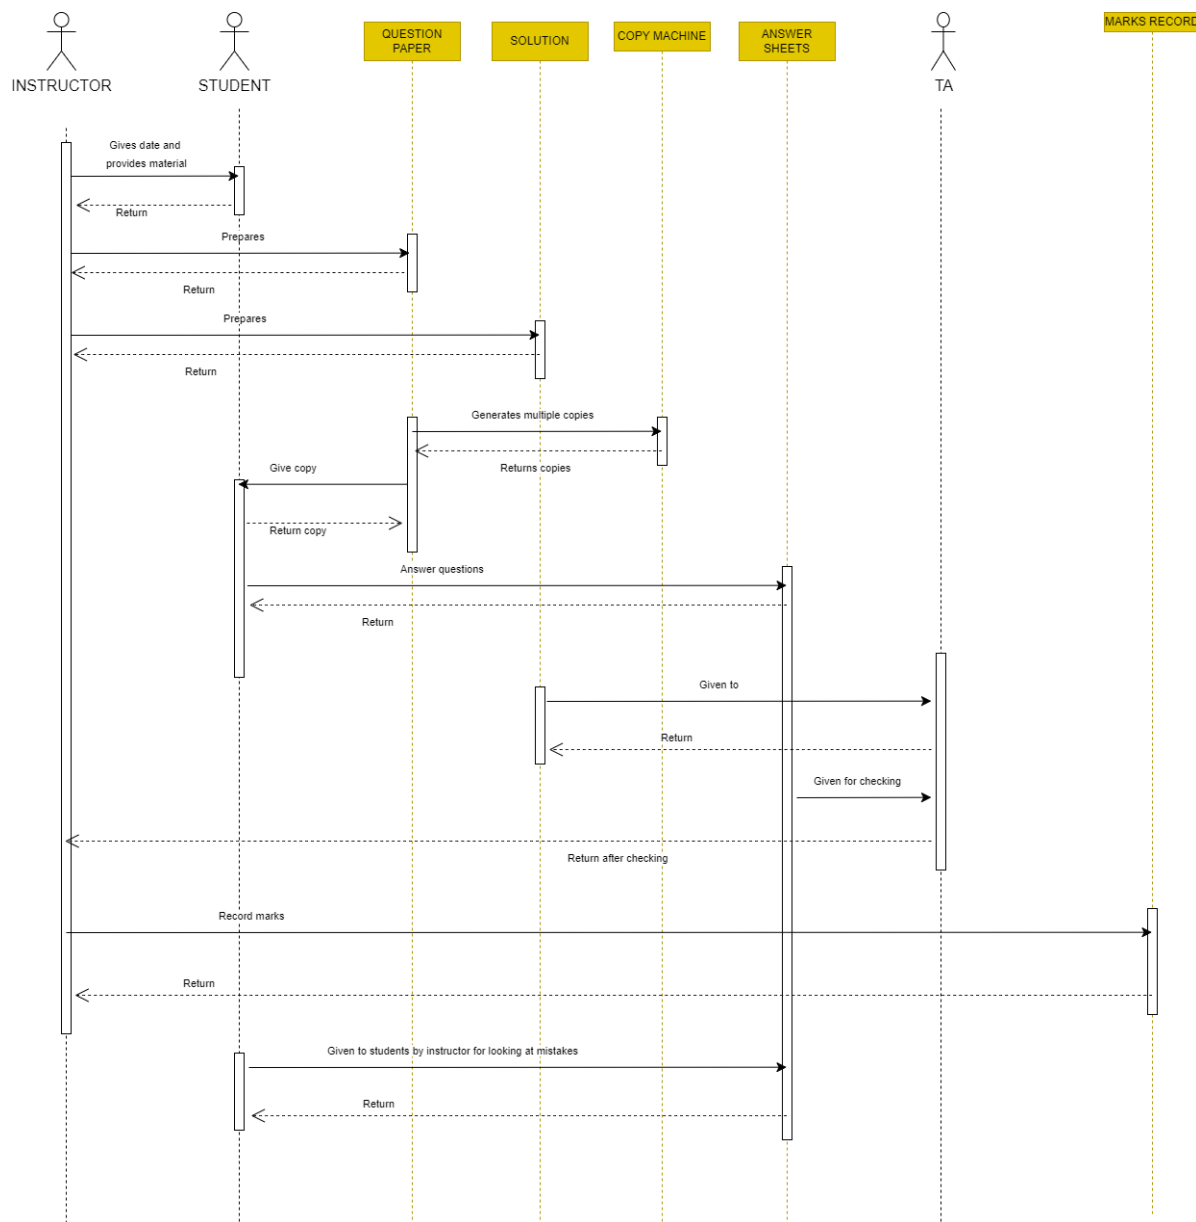 INSTRUCTOR
STUDENT
QUESTION
PAPER
SOLUTION
COPY MACHINE
ANSWER
SHEETS
TA
MARKS RECORD
Gives date and
provides material
Return
Prepares
Return
Prepares
Return
Generates multiple copies
Returns copies
Give copy
Return copy
Answer questions
Return
Given to
Return
Given for checking
Return after checking
Record marks
Return
Given to students by instructor for looking at mistakes
Return